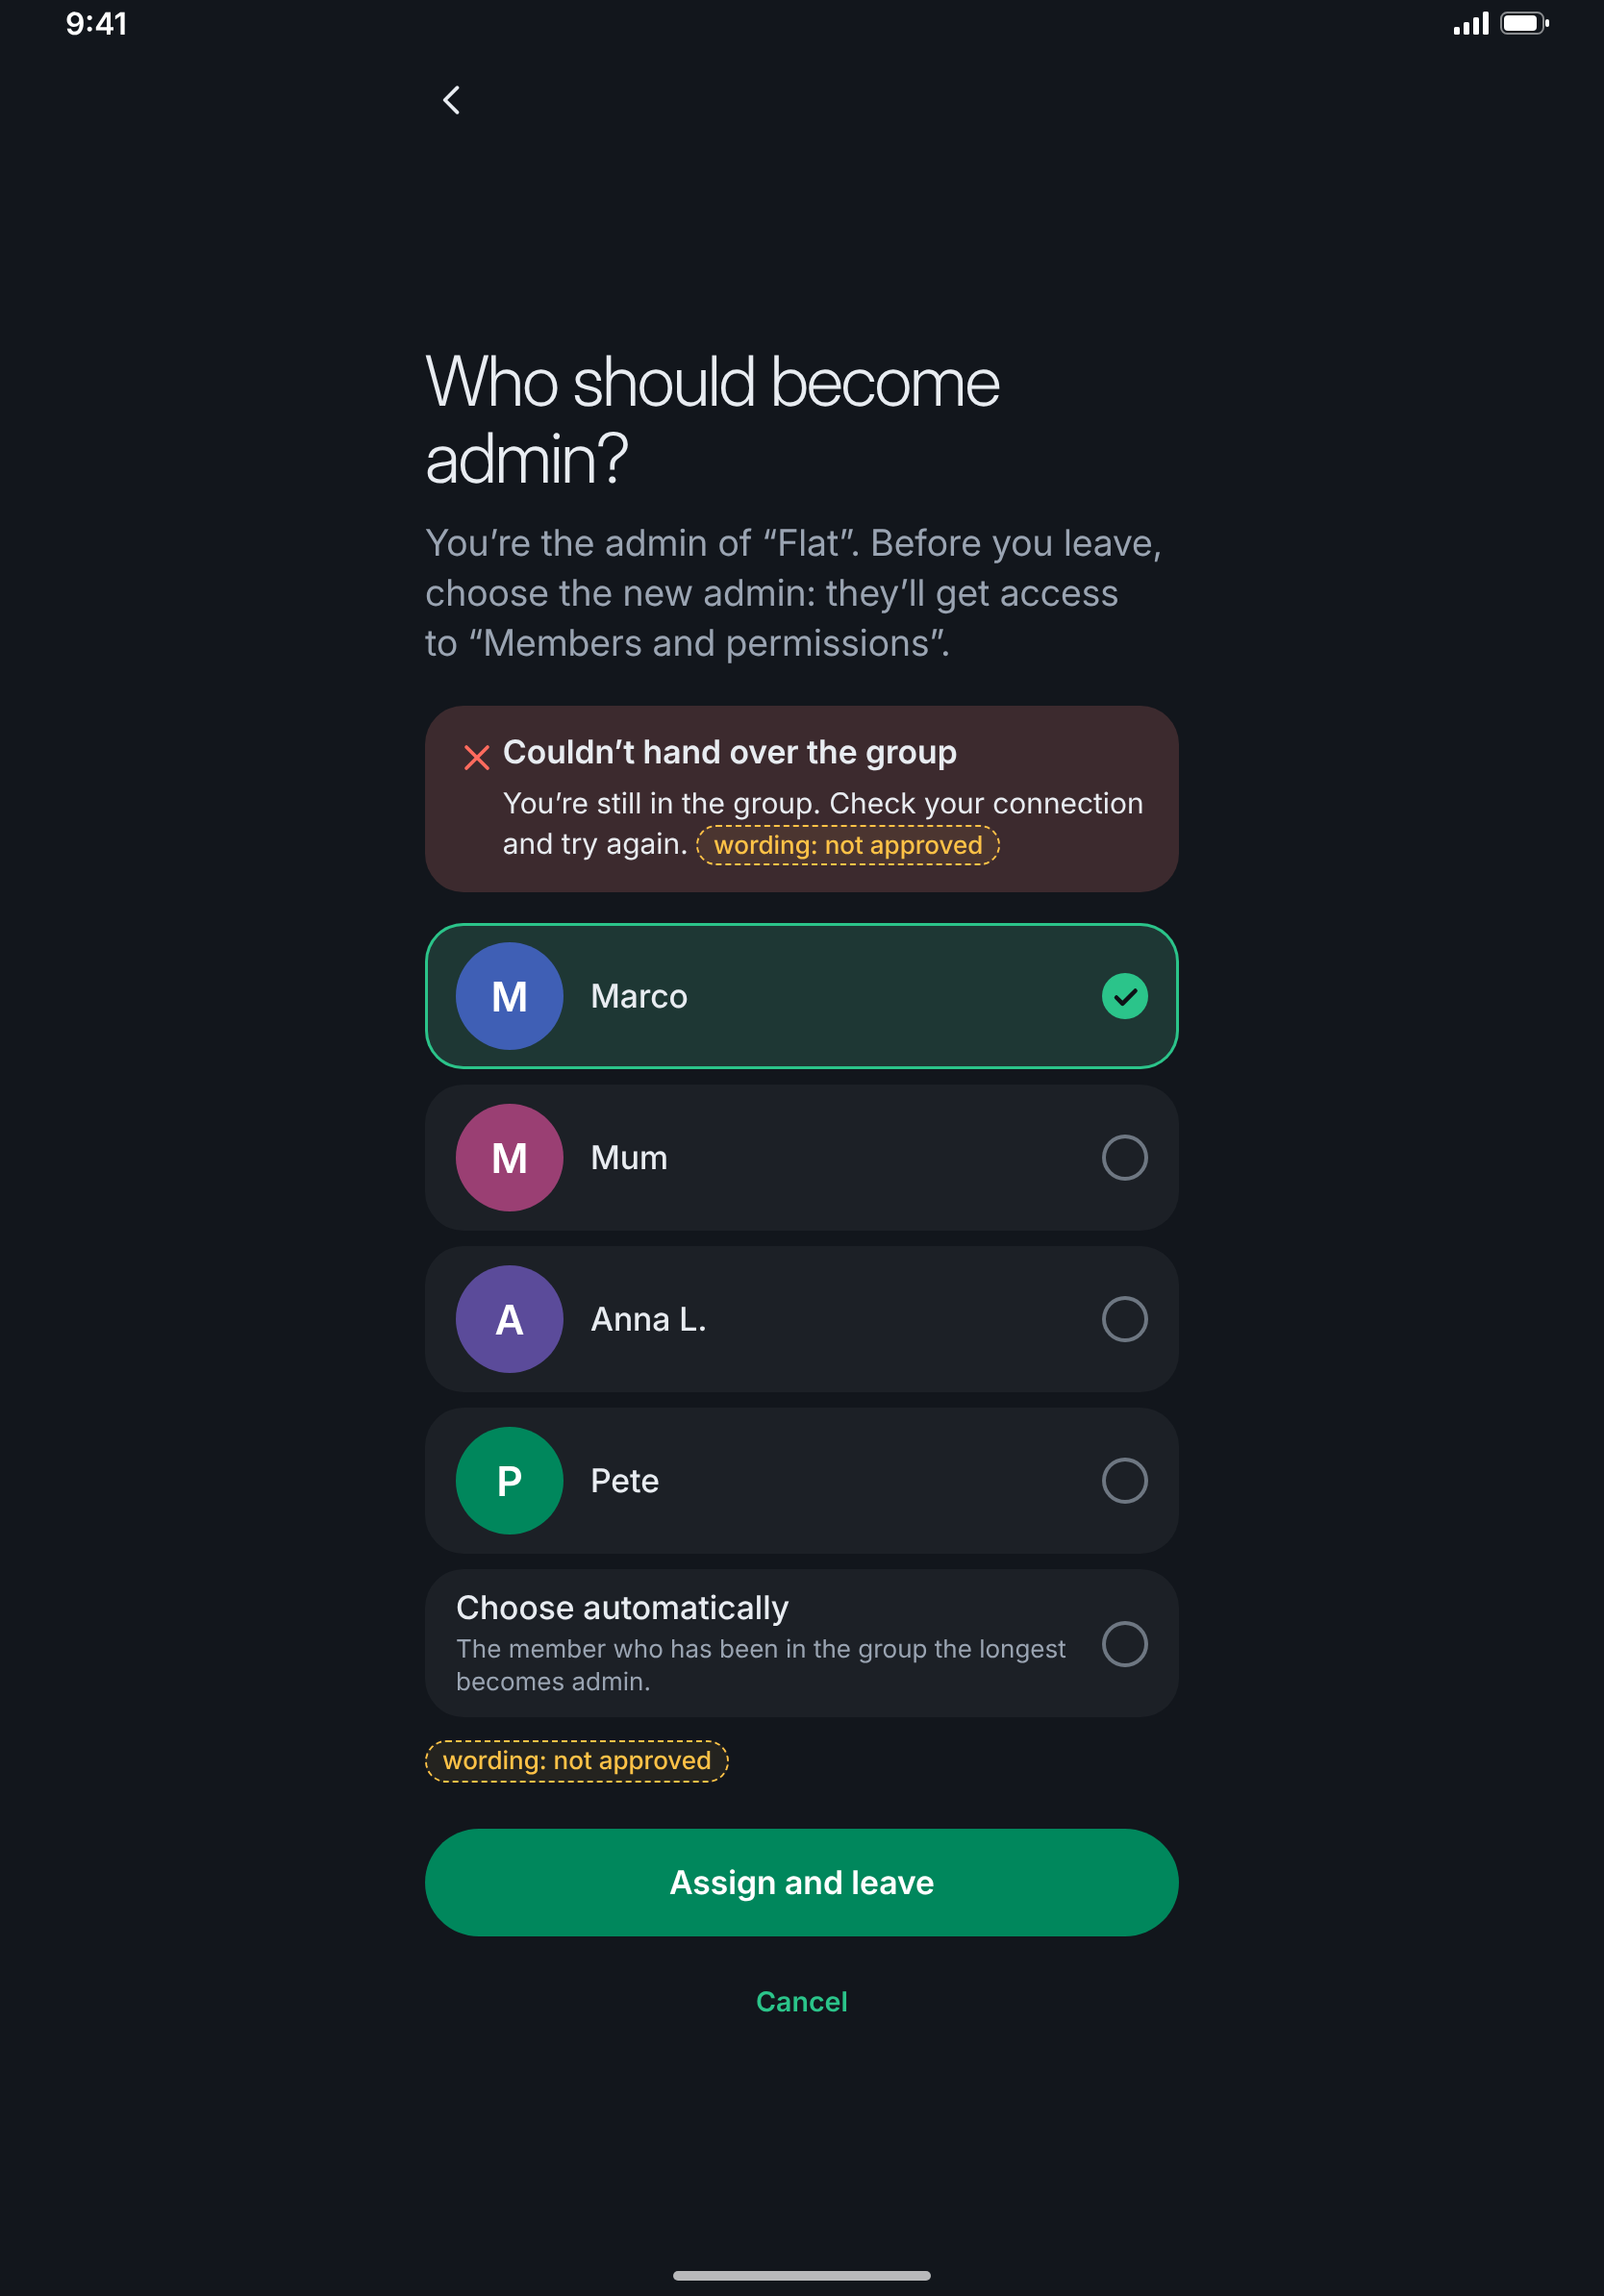 9:41
Who should become
admin?
You’re the admin of “Flat”. Before you leave,
choose the new admin: they’ll get access
to “Members and permissions”.
Couldn’t hand over the group
You’re still in the group. Check your connection
and try again. wording: not approved
M Marco
M Mum
A Anna L.
P Pete
Choose automatically
The member who has been in the group the longest
becomes admin.
wording: not approved
Assign and leave
Cancel